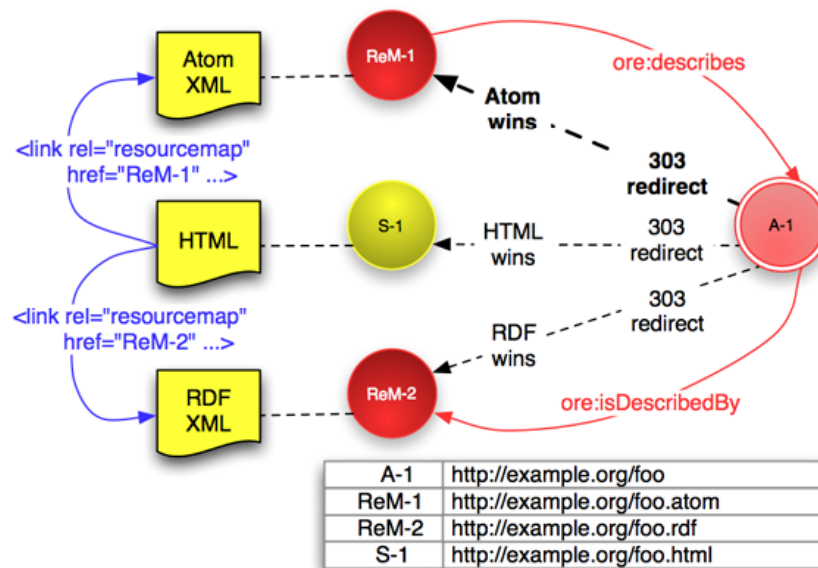 Atom
XML
ReM-1
ore:describes
Atom
wins
<link rel="resourcemap"
href="ReM-1" ...>
303
redirect
HTML
S-1
HTML
wins
303
redirect
A-1
<link rel="resourcemap"
href="ReM-2" ...>
303
redirect
RDF
wins
RDF
XML
ReM-2
ore:isDescribedBy
A-1 http://example.org/foo
ReM-1 http://example.org/foo.atom
ReM-2 http://example.org/foo.rdf
S-1 http://example.org/foo.html